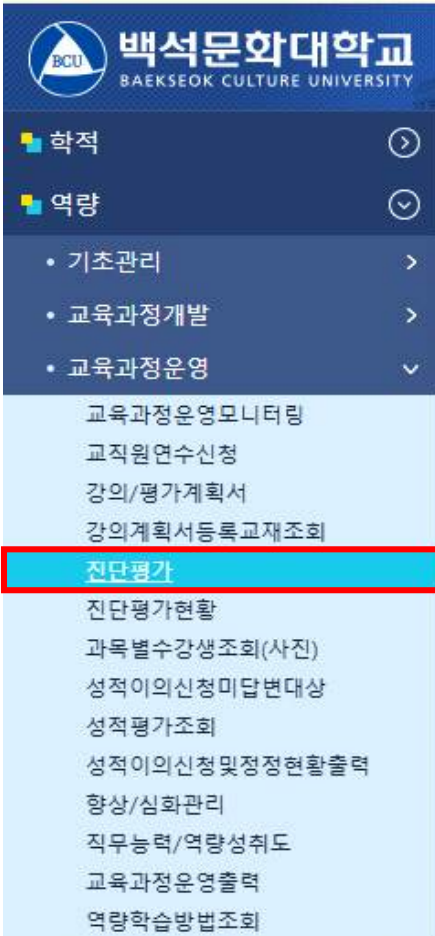 BCU
백석문화대학교
BAEKSEOK CULTURE UNIVERSITY
학적
역량
• 기초관리
• 교육과정개발
• 교육과정운영
교육과정운영모니터링
교직원연수신청
강의/평가계획서
강의계획서등록교재조회
진단평가
진단평가현황
과목별수강생조회(사진)
성적이의신청미답변대상
성적평가조회
성적이의신청및정정현황출력
향상/심화관리
직무능력/역량성취도
교육과정운영출력
역량학습방법조회